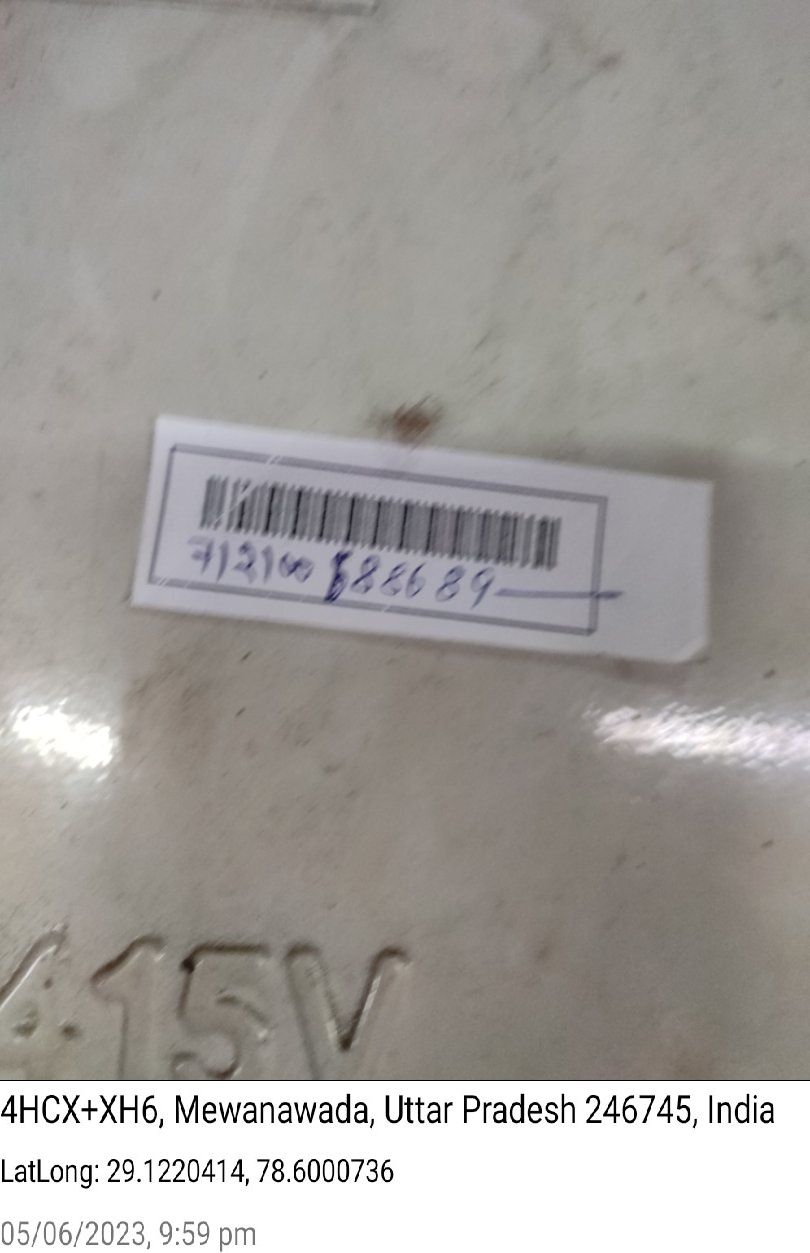 712100688689
415V
4HCX+XH6, Mewanawada, Uttar Pradesh 246745, India
LatLong: 29.1220414, 78.6000736
05/06/2023, 9:59 pm